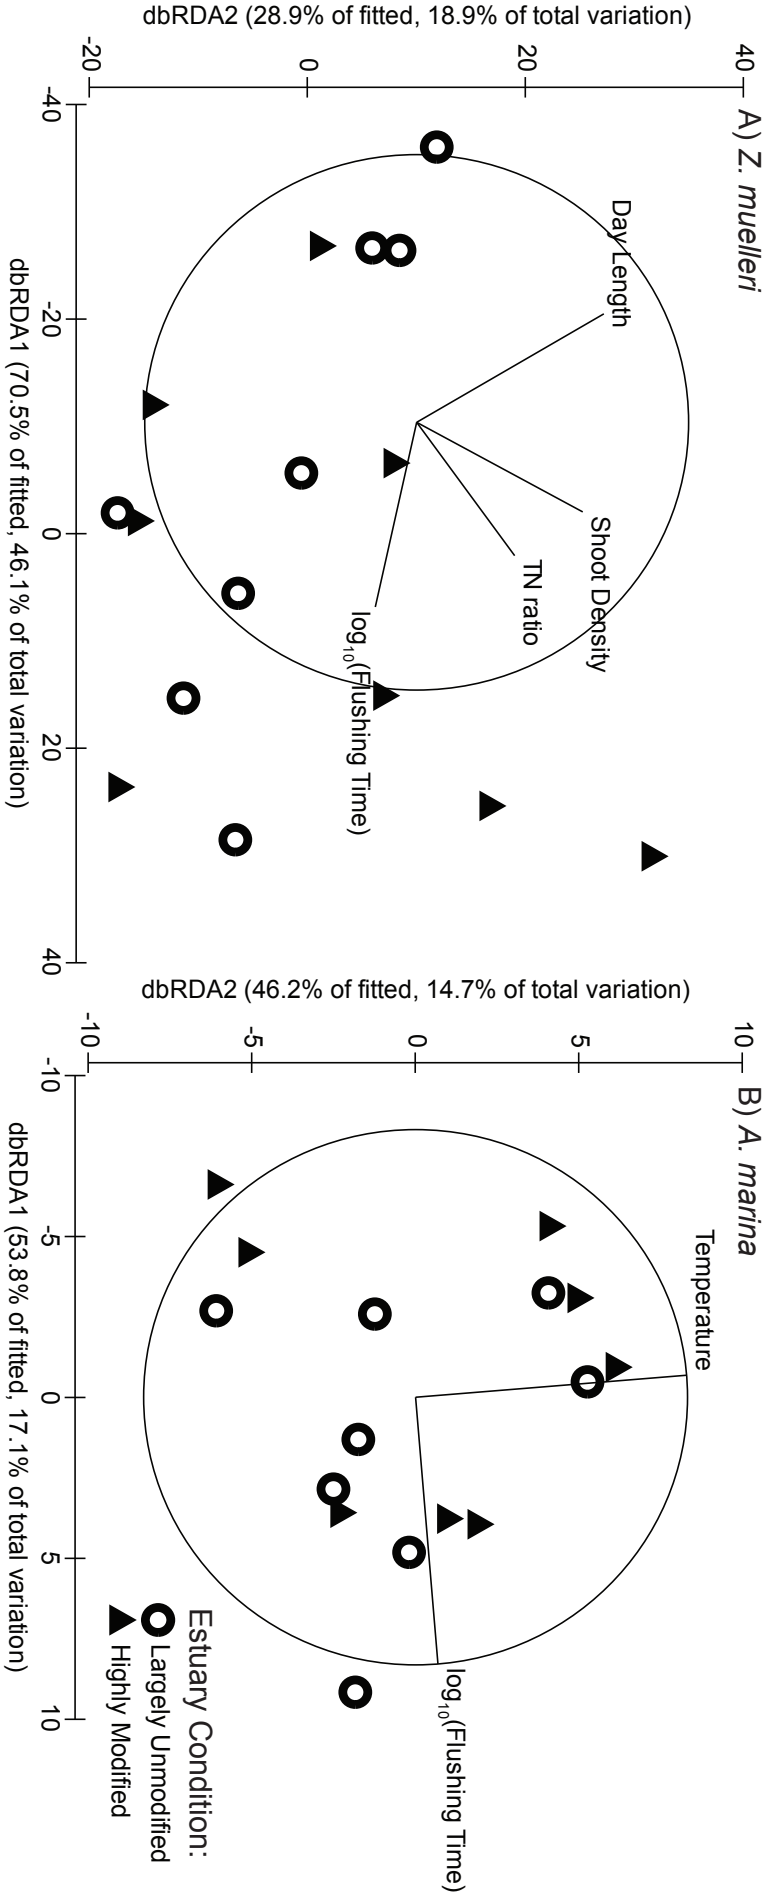 A) Z. muelleri
dbRDA2 (28.9% of fitted, 18.9% of total variation)
40
20
0
-20
-40
-20
0
20
40
dbRDA1 (70.5% of fitted, 46.1% of total variation)
Day Length
Shoot Density
TN ratio
log10(Flushing Time)
B) A. marina
dbRDA2 (46.2% of fitted, 14.7% of total variation)
10
5
0
-5
-10
-10
-5
0
5
10
dbRDA1 (53.8% of fitted, 17.1% of total variation)
Temperature
log10(Flushing Time)
Estuary Condition:
Largely Unmodified
Highly Modified